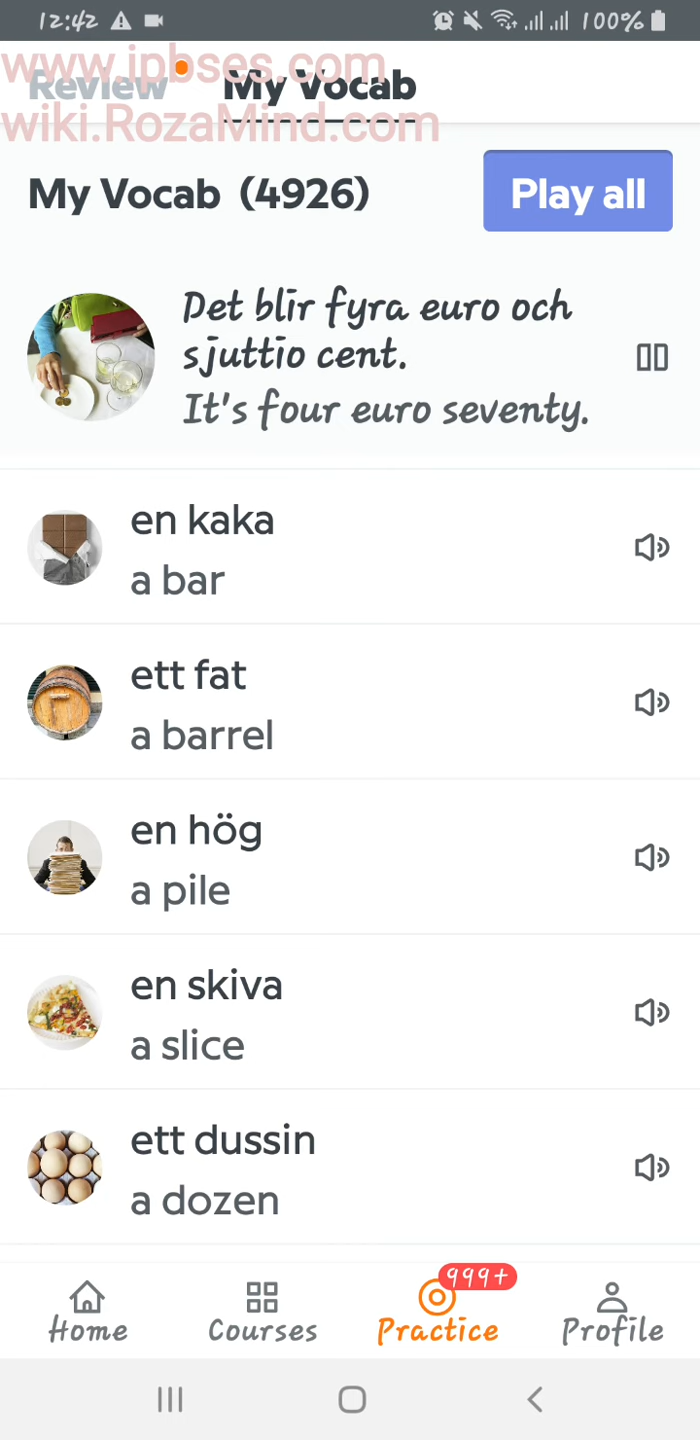 12:42
100%
www.ipbses.com
Review My Vocab
wiki.RozaMind.com
My Vocab (4926)
Play all
Det blir fyra euro och
sjuttio cent.
It's four euro seventy.
en kaka
a bar
ett fat
a barrel
en hög
a pile
en skiva
a slice
ett dussin
a dozen
999+
Home Courses Practice Profile